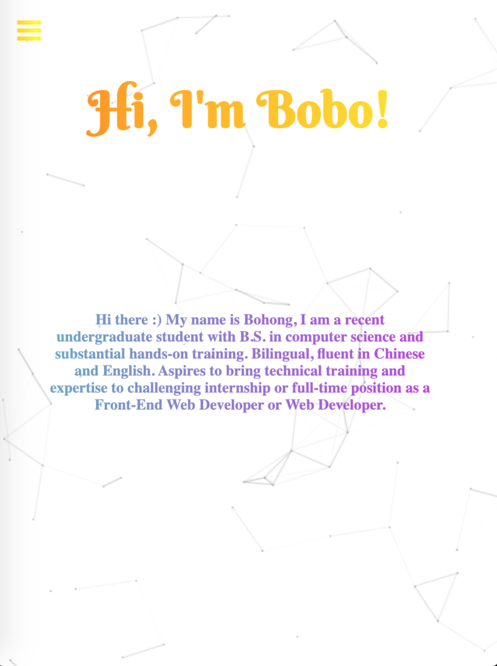 Hi, I'm Bobo!
Hi there :) My name is Bohong, I am a recent
undergraduate student with B.S. in computer science and
substantial hands-on training. Bilingual, fluent in Chinese
and English. Aspires to bring technical training and
expertise to challenging internship or full-time position as a
Front-End Web Developer or Web Developer.